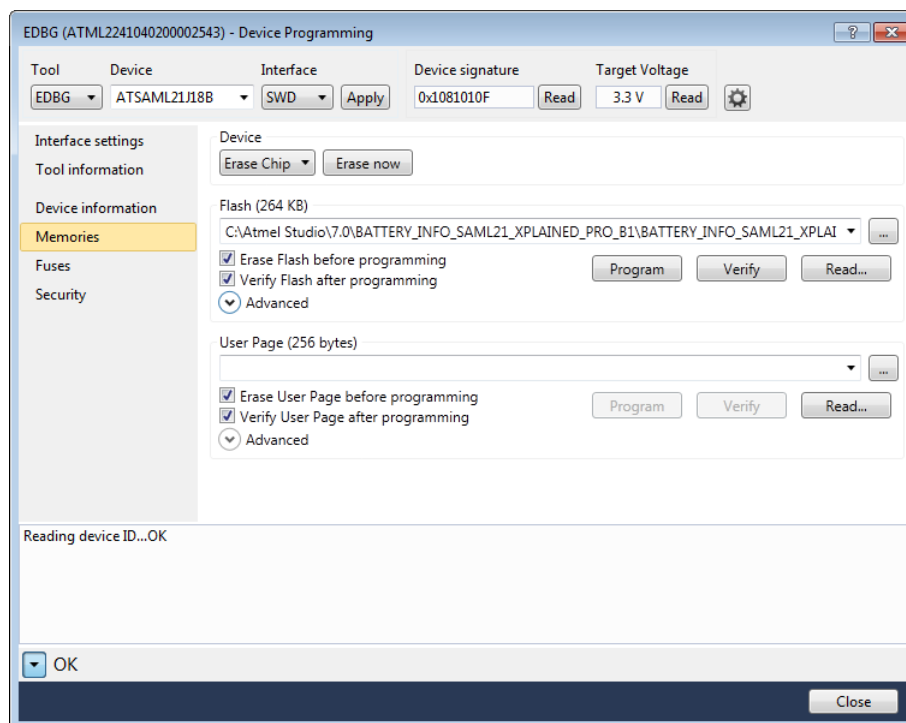 EDBG (ATML2241040200002543) - Device Programming
Tool Device Interface Device signature Target Voltage
EDBG ATSAML21J18B SWD Apply 0x1081010F Read 3.3 V Read
Interface settings
Tool information
Device information
Memories
Fuses
Security
Device
Erase Chip Erase now
Flash (264 KB)
C:\Atmel Studio\7.0\BATTERY_INFO_SAML21_XPLAINED_PRO_B1\BATTERY_INFO_SAML21_XPLAI ...
Erase Flash before programming
Verify Flash after programming
Program Verify Read...
Advanced
User Page (256 bytes)
...
Erase User Page before programming
Verify User Page after programming
Program Verify Read...
Advanced
Reading device ID...OK
OK
Close